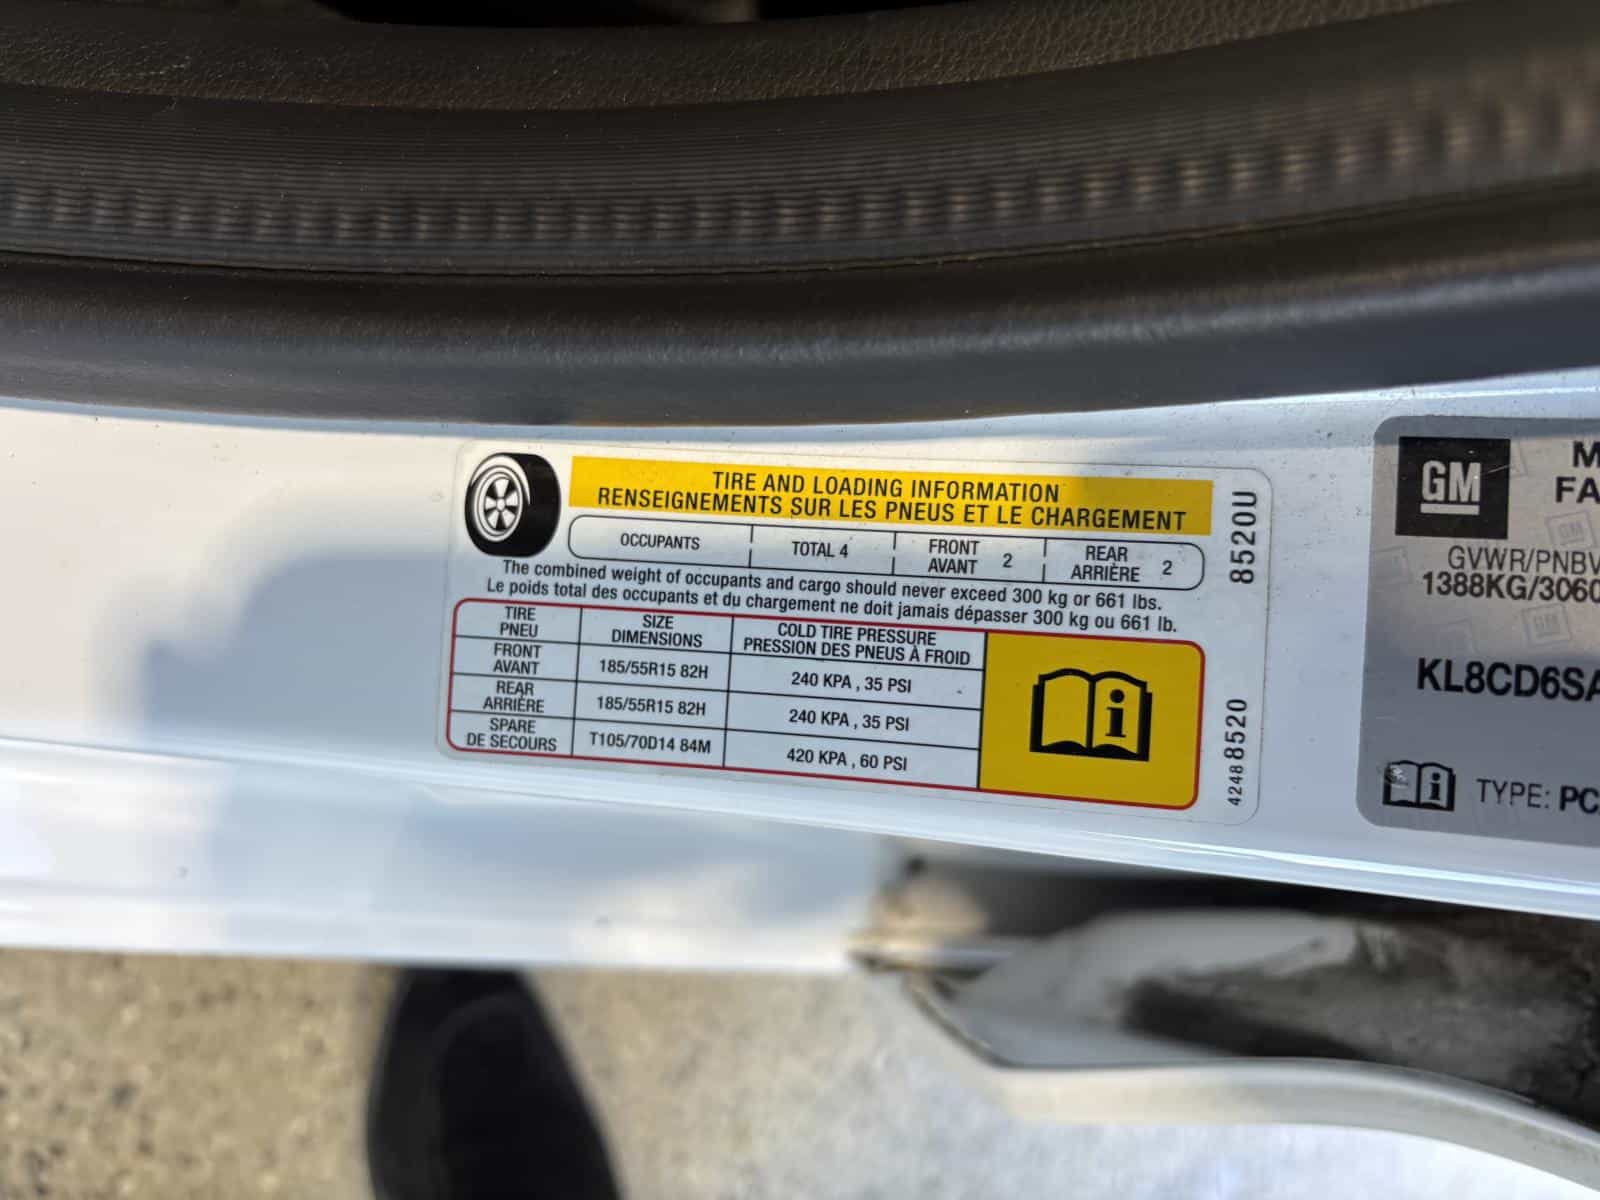 TIRE AND LOADING INFORMATION
RENSEIGNEMENTS SUR LES PNEUS ET LE CHARGEMENT
OCCUPANTS TOTAL 4 FRONT AVANT 2 REAR ARRIÈRE 2
The combined weight of occupants and cargo should never exceed 300 kg or 661 lbs.
Le poids total des occupants et du chargement ne doit jamais dépasser 300 kg ou 661 lb.
TIRE PNEU SIZE DIMENSIONS COLD TIRE PRESSURE PRESSION DES PNEUS À FROID
FRONT AVANT 185/55R15 82H 240 KPA , 35 PSI
REAR ARRIÈRE 185/55R15 82H 240 KPA , 35 PSI
SPARE DE SECOURS T105/70D14 84M 420 KPA , 60 PSI
8520U
4248 8520
GM
M
FA
GVWR/PNBV
1388KG/3060
KL8CD6SA
TYPE: PC